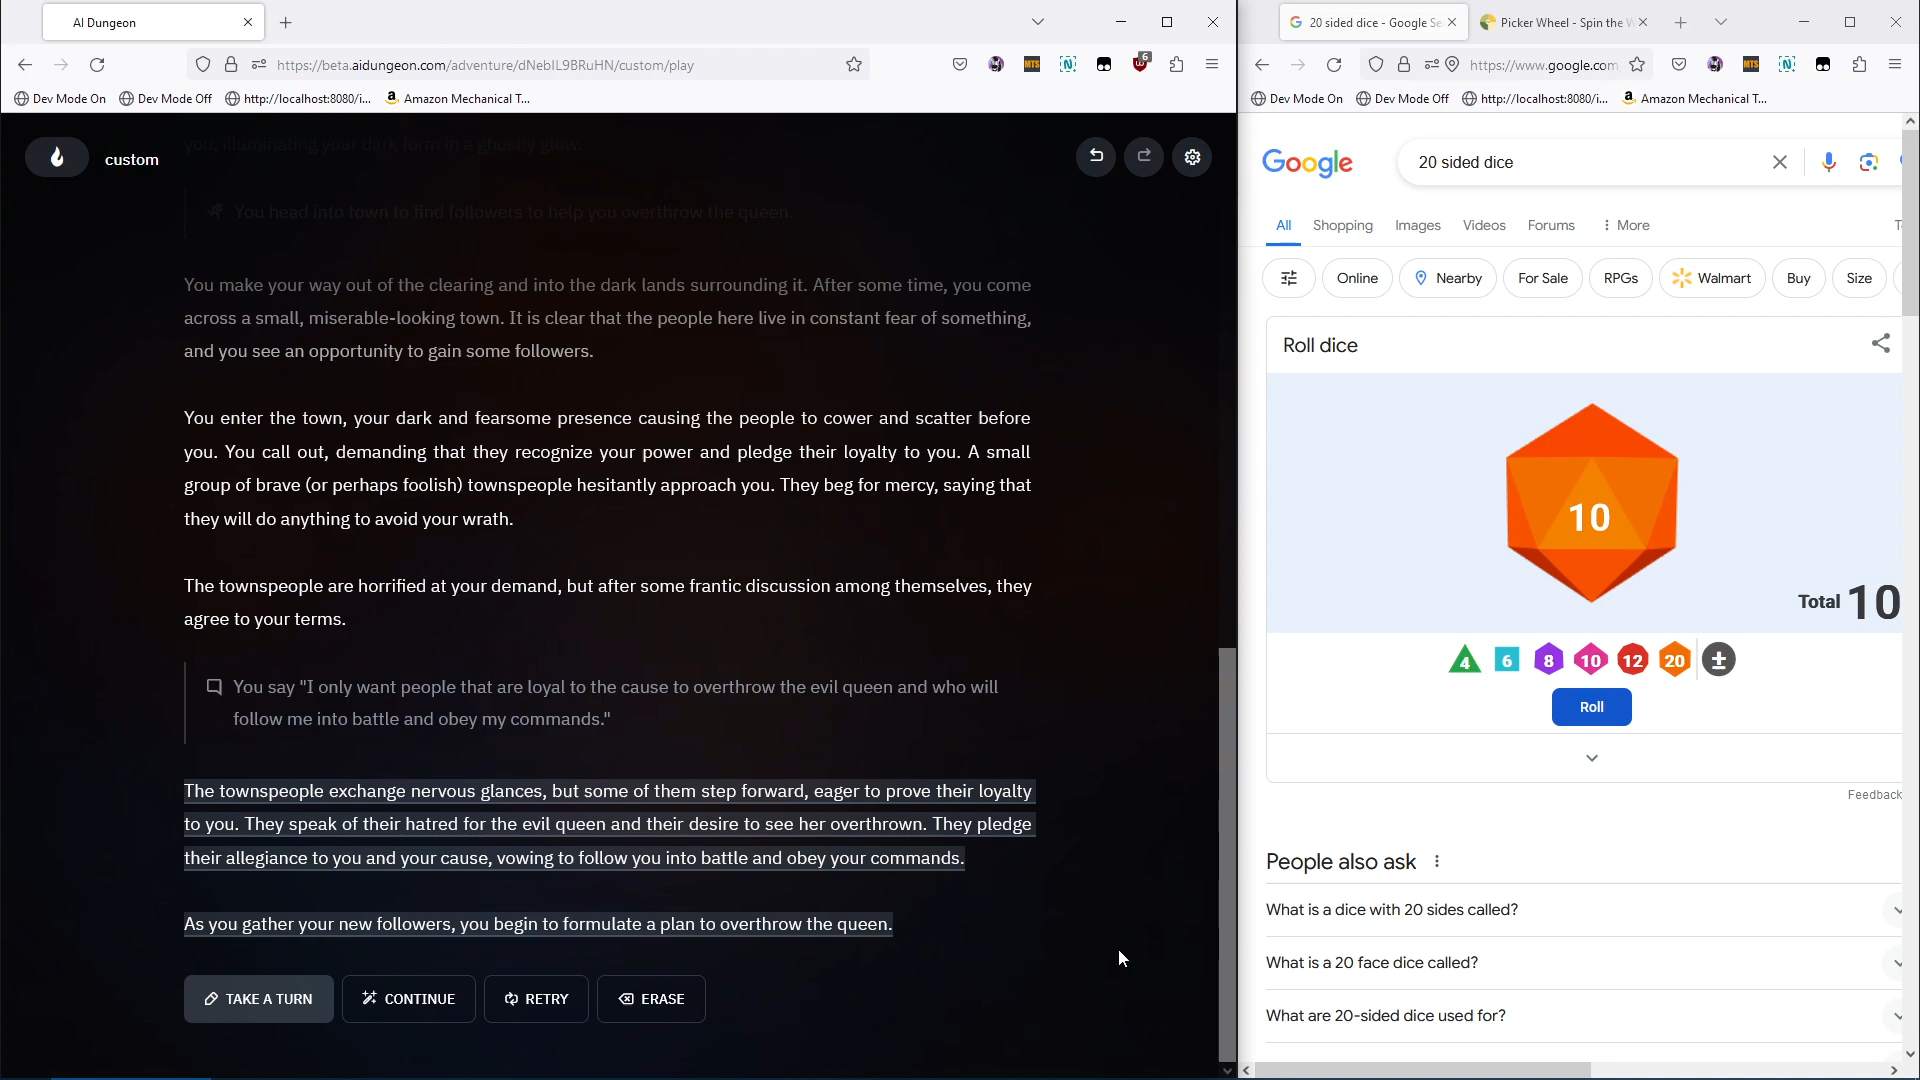 AI Dungeon
https://beta.aidungeon.com/adventure/dNebIL9BRuHN/custom/play
MTS
N
6
Dev Mode On
Dev Mode Off
http://localhost:8080/i...
Amazon Mechanical T...
custom
you, illuminating your dark form in a ghostly glow.
You head into town to find followers to help you overthrow the queen.
You make your way out of the clearing and into the dark lands surrounding it. After some time, you come
across a small, miserable-looking town. It is clear that the people here live in constant fear of something,
and you see an opportunity to gain some followers.
You enter the town, your dark and fearsome presence causing the people to cower and scatter before
you. You call out, demanding that they recognize your power and pledge their loyalty to you. A small
group of brave (or perhaps foolish) townspeople hesitantly approach you. They beg for mercy, saying that
they will do anything to avoid your wrath.
The townspeople are horrified at your demand, but after some frantic discussion among themselves, they
agree to your terms.
You say "I only want people that are loyal to the cause to overthrow the evil queen and who will
follow me into battle and obey my commands."
The townspeople exchange nervous glances, but some of them step forward, eager to prove their loyalty
to you. They speak of their hatred for the evil queen and their desire to see her overthrown. They pledge
their allegiance to you and your cause, vowing to follow you into battle and obey your commands.
As you gather your new followers, you begin to formulate a plan to overthrow the queen.
TAKE A TURN
CONTINUE
RETRY
ERASE
20 sided dice - Google Se
Picker Wheel - Spin the W
https://www.google.com
MTS
N
Dev Mode On
Dev Mode Off
http://localhost:8080/i...
Amazon Mechanical T...
Google
20 sided dice
All
Shopping
Images
Videos
Forums
More
Online
Nearby
For Sale
RPGs
Walmart
Buy
Size
Roll dice
10
Total 10
4
6
8
10
12
20
Roll
Feedback
People also ask
What is a dice with 20 sides called?
What is a 20 face dice called?
What are 20-sided dice used for?